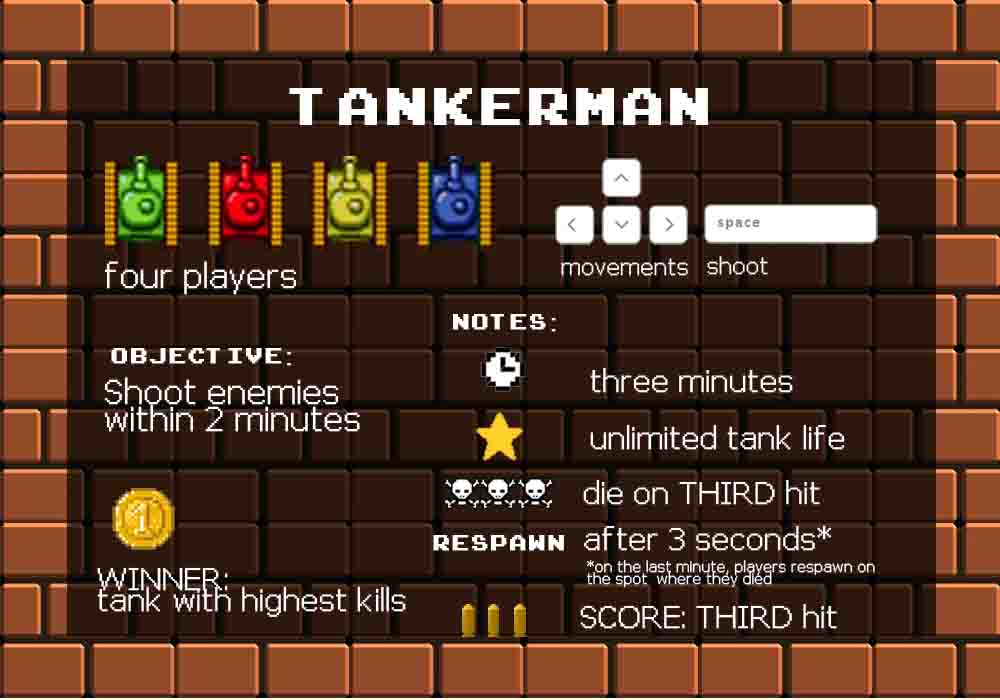 TANKERMAN
space
four players
movements
shoot
OBJECTIVE:
Shoot enemies
within 2 minutes
1
WINNER:
tank with highest kills
NOTES:
three minutes
unlimited tank life
die on THIRD hit
RESPAWN after 3 seconds*
*on the last minute, players respawn on
the spot where they died
SCORE: THIRD hit